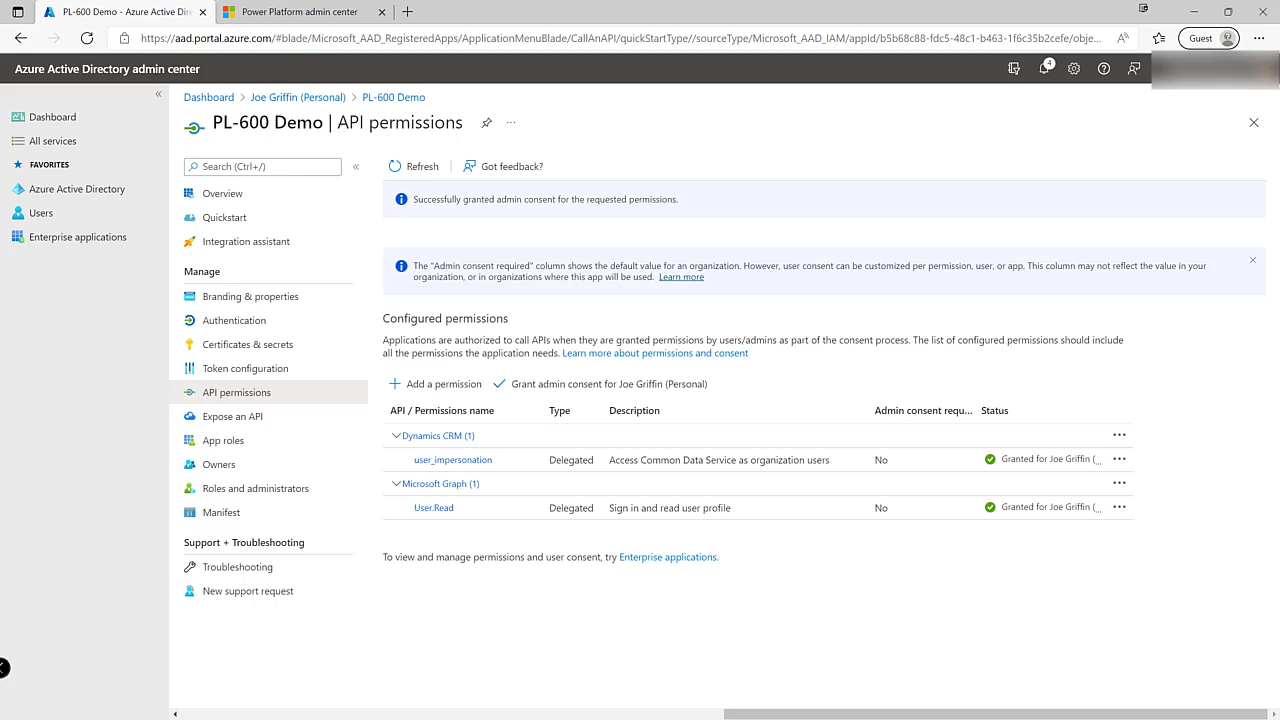 PL-600 Demo - Azure Active Dire
Power Platform admin center
https://aad.portal.azure.com/#blade/Microsoft_AAD_RegisteredApps/ApplicationMenuBlade/CallAnAPI/quickStartType//sourceType/Microsoft_AAD_IAM/appId/b5b68c88-fdc5-48c1-b463-1f6c35b2cefe/obje...
Guest
Azure Active Directory admin center
4
Dashboard
All services
FAVORITES
Azure Active Directory
Users
Enterprise applications
Dashboard > Joe Griffin (Personal) > PL-600 Demo
PL-600 Demo | API permissions
Search (Ctrl+/)
Overview
Quickstart
Integration assistant
Manage
Branding & properties
Authentication
Certificates & secrets
Token configuration
API permissions
Expose an API
App roles
Owners
Roles and administrators
Manifest
Support + Troubleshooting
Troubleshooting
New support request
Refresh
Got feedback?
Successfully granted admin consent for the requested permissions.
The "Admin consent required" column shows the default value for an organization. However, user consent can be customized per permission, user, or app. This column may not reflect the value in your
organization, or in organizations where this app will be used. Learn more
Configured permissions
Applications are authorized to call APIs when they are granted permissions by users/admins as part of the consent process. The list of configured permissions should include
all the permissions the application needs. Learn more about permissions and consent
Add a permission
Grant admin consent for Joe Griffin (Personal)
API / Permissions name Type Description Admin consent requ... Status
Dynamics CRM (1)
user_impersonation Delegated Access Common Data Service as organization users No Granted for Joe Griffin (...
Microsoft Graph (1)
User.Read Delegated Sign in and read user profile No Granted for Joe Griffin (...
To view and manage permissions and user consent, try Enterprise applications.